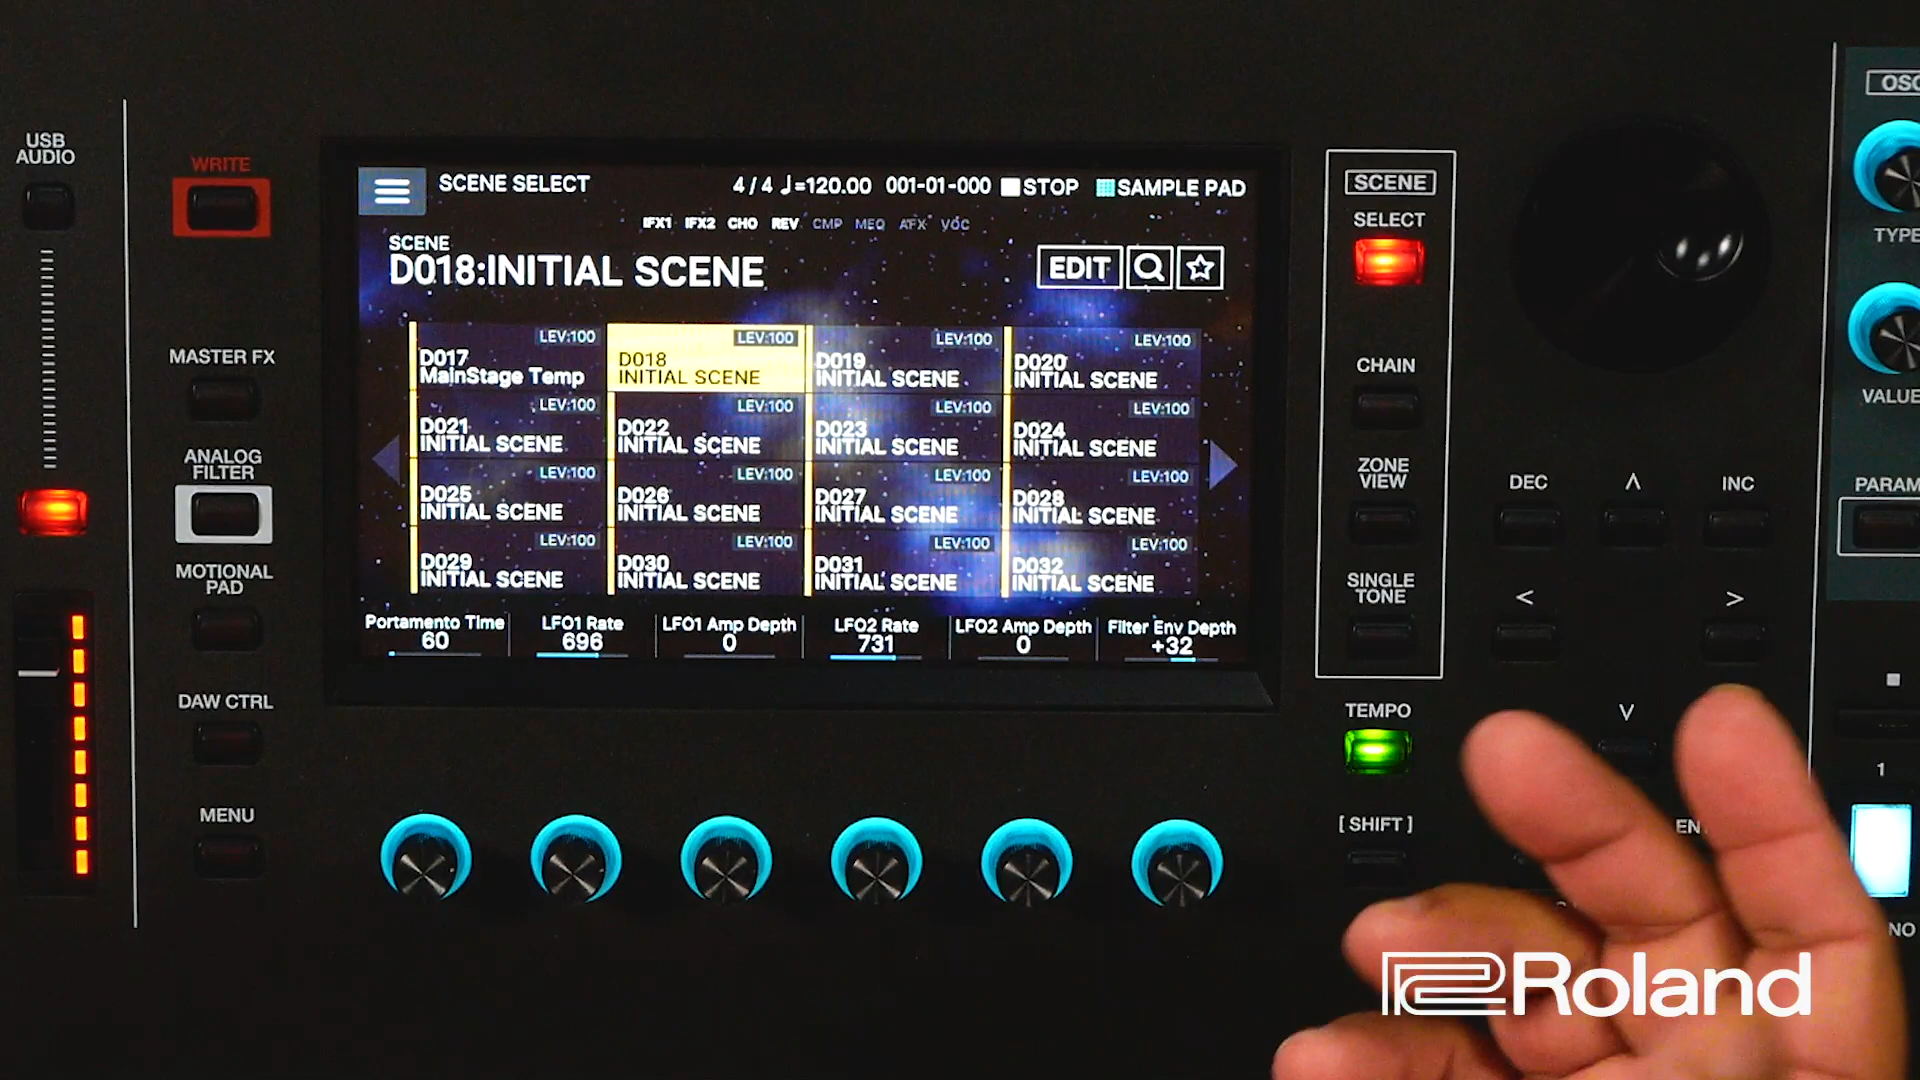 USB
AUDIO
WRITE
MASTER FX
ANALOG
FILTER
MOTIONAL
PAD
DAW CTRL
MENU
SCENE SELECT
4 / 4 ♩=120.00 001-01-000 STOP SAMPLE PAD
IFX1 IFX2 CHO REV CMP MEQ AFX VOC
SCENE
D018:INITIAL SCENE
EDIT
LEV:100 LEV:100 LEV:100 LEV:100
D017 D018 D019 D020
MainStage Temp INITIAL SCENE INITIAL SCENE INITIAL SCENE
LEV:100 LEV:100 LEV:100 LEV:100
D021 D022 D023 D024
INITIAL SCENE INITIAL SCENE INITIAL SCENE INITIAL SCENE
LEV:100 LEV:100 LEV:100 LEV:100
D025 D026 D027 D028
INITIAL SCENE INITIAL SCENE INITIAL SCENE INITIAL SCENE
LEV:100 LEV:100 LEV:100 LEV:100
D029 D030 D031 D032
INITIAL SCENE INITIAL SCENE INITIAL SCENE INITIAL SCENE
Portamento Time LFO1 Rate LFO1 Amp Depth LFO2 Rate LFO2 Amp Depth Filter Env Depth
60 696 0 731 0 +32
SCENE
SELECT
CHAIN
ZONE
VIEW
SINGLE
TONE
TEMPO
[ SHIFT ]
DEC ∧ INC
< >
∨
EN
OSC
TYPE
VALUE
PARAM
1
NO
Roland